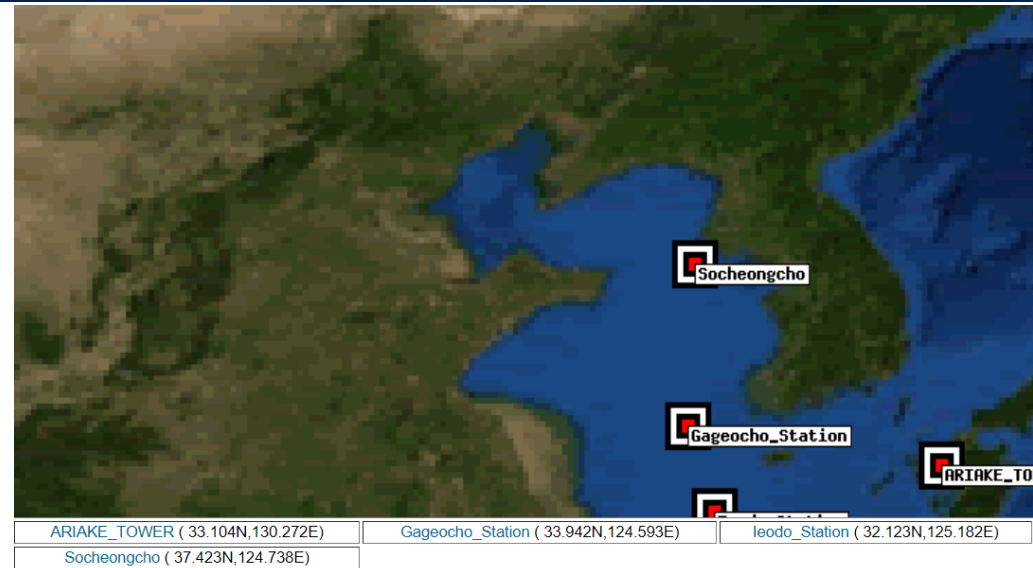 Socheongcho
Gageocho_Station
ARIAKE_TO
ARIAKE_TOWER ( 33.104N,130.272E)
Gageocho_Station ( 33.942N,124.593E)
Ieodo_Station ( 32.123N,125.182E)
Socheongcho ( 37.423N,124.738E)